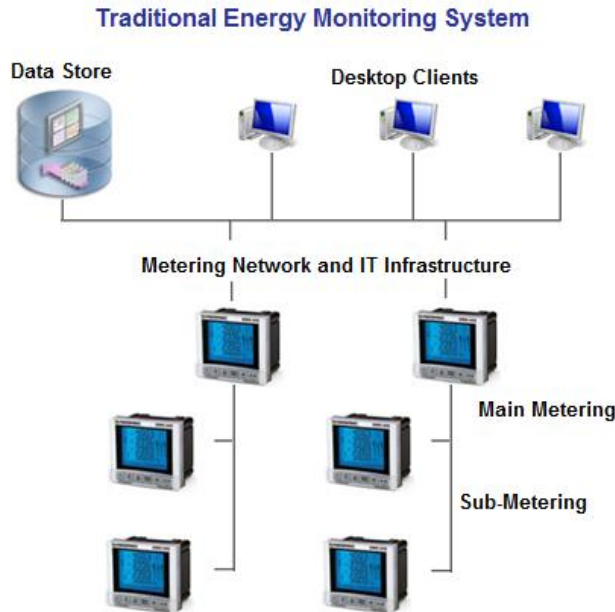 Traditional Energy Monitoring System
Data Store
Desktop Clients
Metering Network and IT Infrastructure
Main Metering
Sub-Metering